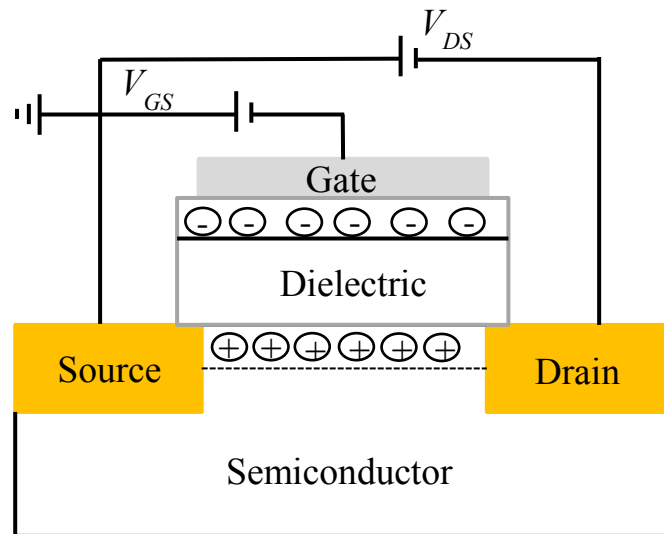 V_DS
V_GS
Gate
- - - - - -
Dielectric
+ + + + + +
Source
Drain
Semiconductor